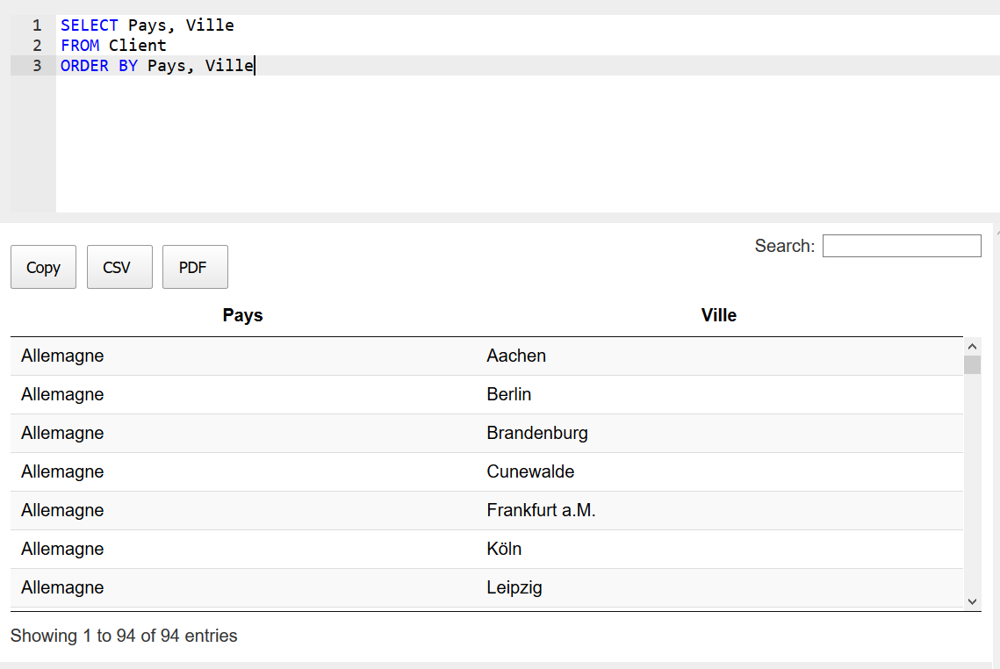 1 SELECT Pays, Ville
2 FROM Client
3 ORDER BY Pays, Ville
Search:
Copy CSV PDF
Pays Ville
Allemagne Aachen
Allemagne Berlin
Allemagne Brandenburg
Allemagne Cunewalde
Allemagne Frankfurt a.M.
Allemagne Köln
Allemagne Leipzig
Showing 1 to 94 of 94 entries